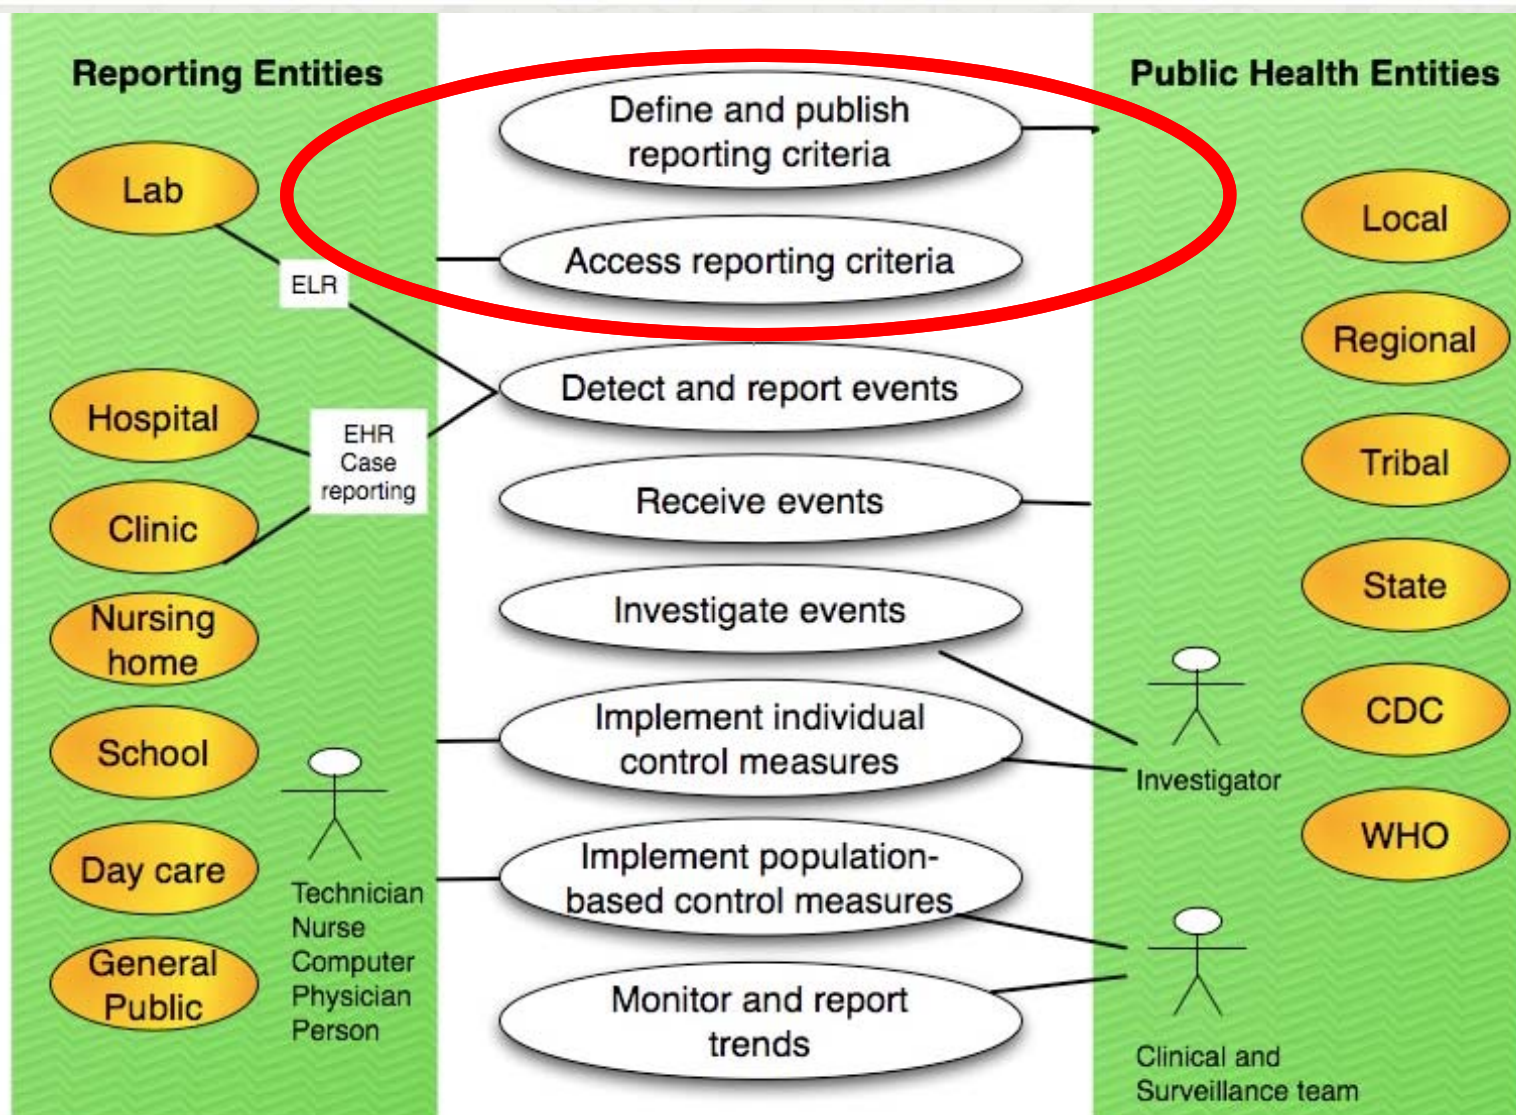 Reporting Entities
Lab
ELR
Hospital
EHR
Case
reporting
Clinic
Nursing
home
School
Day care
General
Public
Technician
Nurse
Computer
Physician
Person
Define and publish
reporting criteria
Access reporting criteria
Detect and report events
Receive events
Investigate events
Implement individual
control measures
Implement population-
based control measures
Monitor and report
trends
Public Health Entities
Local
Regional
Tribal
State
CDC
WHO
Investigator
Clinical and
Surveillance team